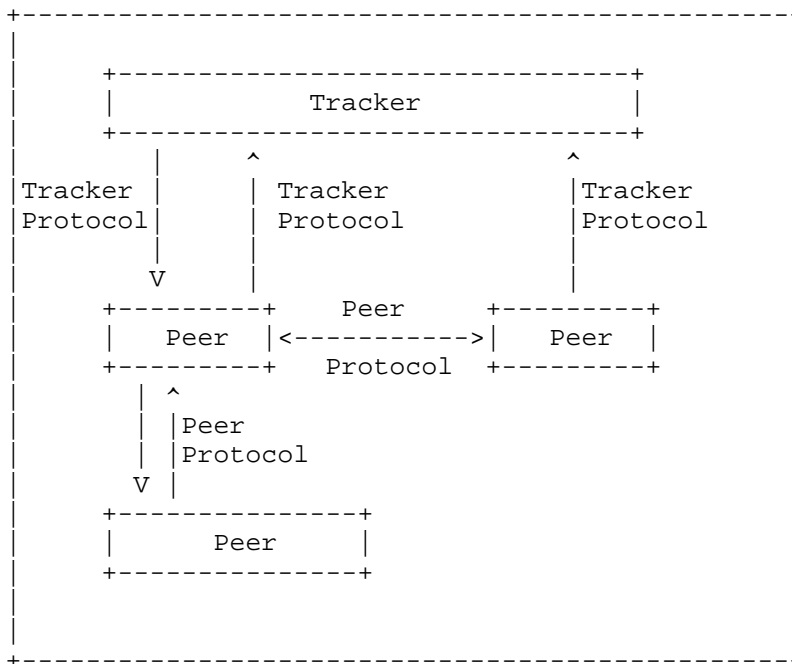 Tracker
Tracker Tracker Tracker
Protocol Protocol Protocol
V
Peer
Peer Peer
Protocol
Peer
Protocol
V
Peer